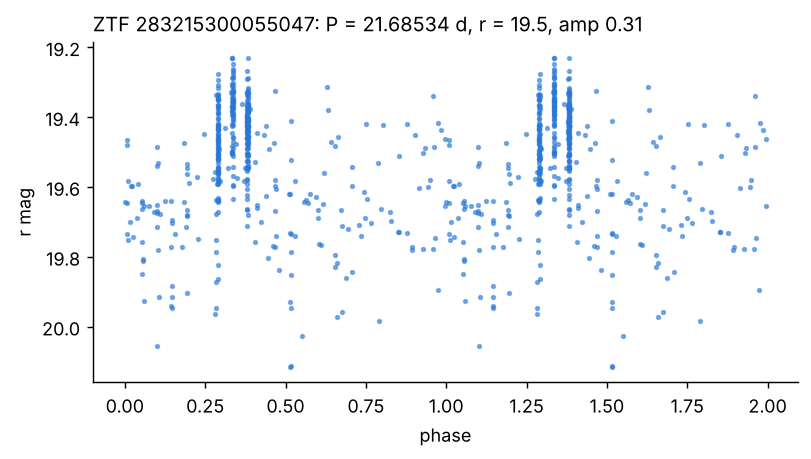 ZTF 283215300055047: P = 21.68534 d, r = 19.5, amp 0.31
19.2
19.4
19.6
19.8
20.0
r mag
0.00 0.25 0.50 0.75 1.00 1.25 1.50 1.75 2.00
phase